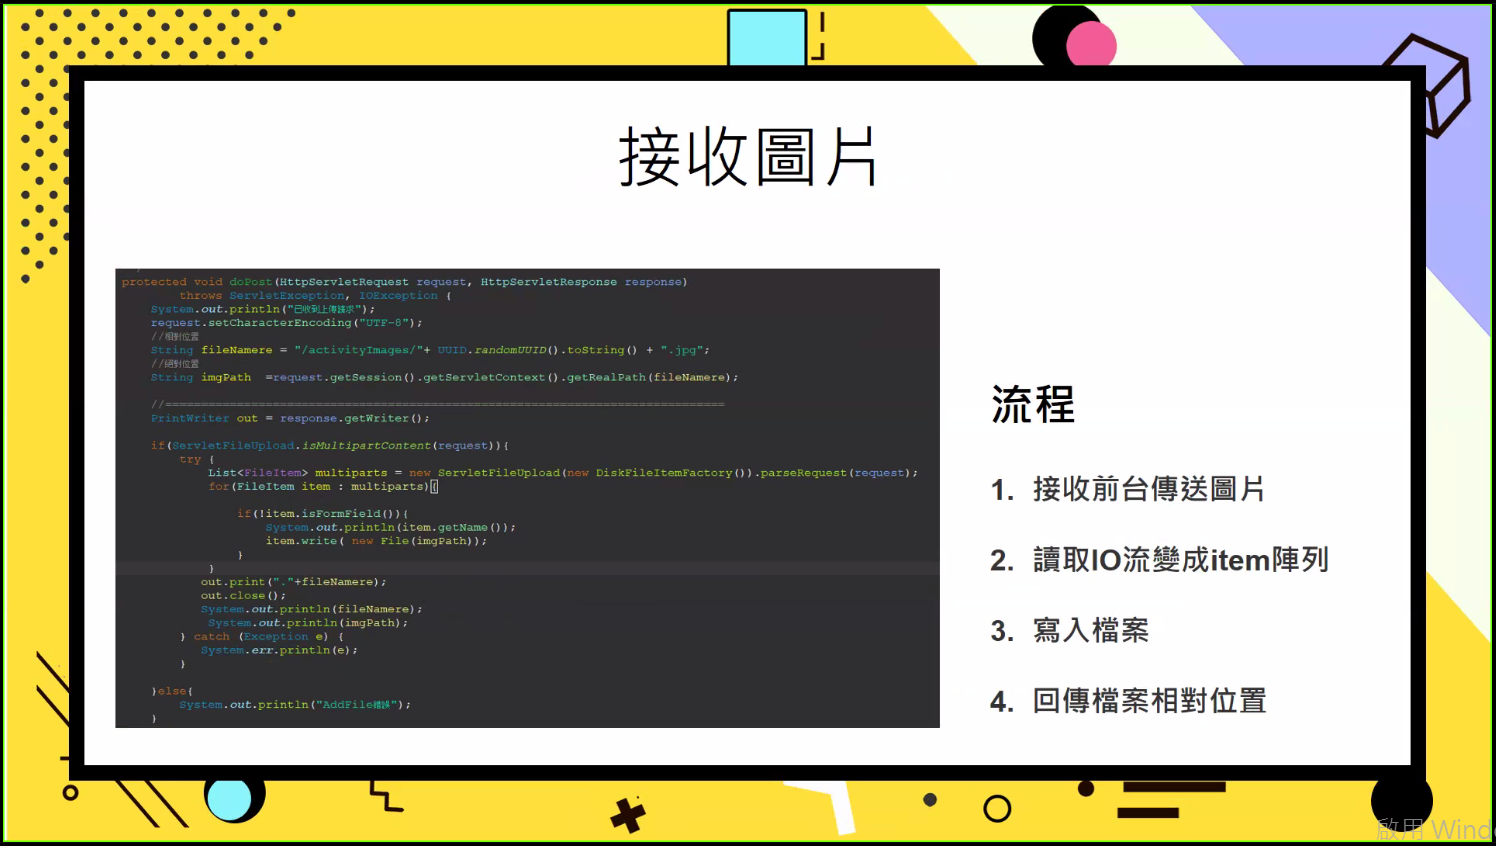 接收圖片
protected void doPost(HttpServletRequest request, HttpServletResponse response)
throws ServletException, IOException {
System.out.println("已收到上傳請求");
request.setCharacterEncoding("UTF-8");
//相對位置
String fileNamere = "/activityImages/"+ UUID.randomUUID().toString() + ".jpg";
//絕對位置
String imgPath =request.getSession().getServletContext().getRealPath(fileNamere);
//==============================================================================
PrintWriter out = response.getWriter();
if(ServletFileUpload.isMultipartContent(request)){
try {
List<FileItem> multiparts = new ServletFileUpload(new DiskFileItemFactory()).parseRequest(request);
for(FileItem item : multiparts){
if(!item.isFormField()){
System.out.println(item.getName());
item.write( new File(imgPath));
}
}
out.print("."+fileNamere);
out.close();
System.out.println(fileNamere);
System.out.println(imgPath);
} catch (Exception e) {
System.err.println(e);
}
}else{
System.out.println("AddFile錯誤");
}
流程
1. 接收前台傳送圖片
2. 讀取IO流變成item陣列
3. 寫入檔案
4. 回傳檔案相對位置
啟用 Wind